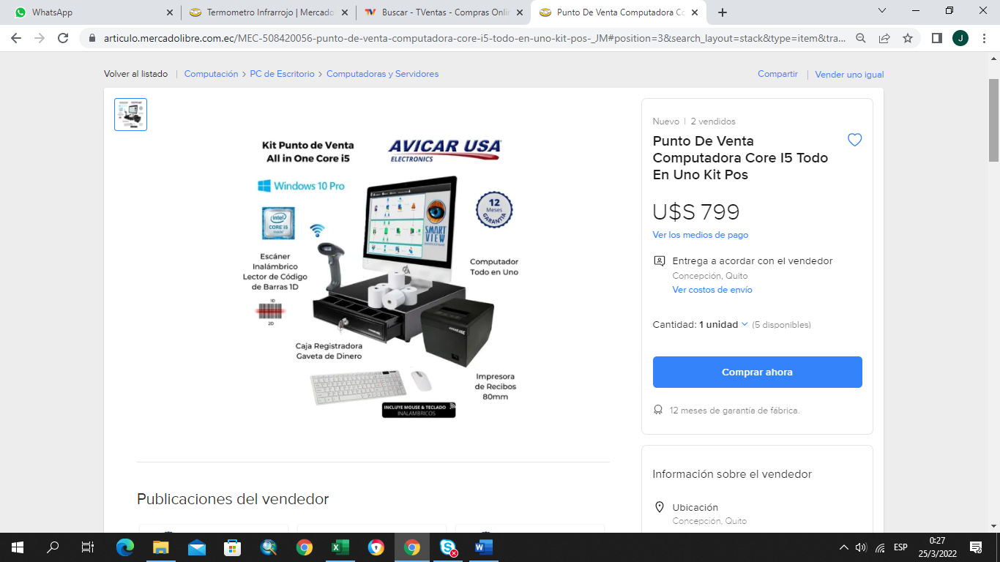 WhatsApp
Termometro Infrarrojo | Mercado
Buscar - TVentas - Compras Onli
Punto De Venta Computadora Co
articulo.mercadolibre.com.ec/MEC-508420056-punto-de-venta-computadora-core-i5-todo-en-uno-kit-pos-_JM#position=3&search_layout=stack&type=item&tra...
J
Volver al listado
Computación > PC de Escritorio > Computadoras y Servidores
Compartir
Vender uno igual
Kit Punto de Venta
All in One Core i5
AVICAR USA
ELECTRONICS
Windows 10 Pro
intel
CORE i5
12
Meses
GARANTIA
SMART
VIEW
Escáner
Inalámbrico
Lector de Código
de Barras 1D
1D
2D
Computador
Todo en Uno
Caja Registradora
Gaveta de Dinero
AVICAR USA
Impresora
de Recibos
80mm
INCLUYE MOUSE & TECLADO
INALAMBRICOS
Nuevo | 2 vendidos
Punto De Venta
Computadora Core I5 Todo
En Uno Kit Pos
U$S 799
Ver los medios de pago
Entrega a acordar con el vendedor
Concepción, Quito
Ver costos de envío
Cantidad: 1 unidad (5 disponibles)
Comprar ahora
12 meses de garantía de fábrica.
Información sobre el vendedor
Ubicación
Concepción, Quito
Publicaciones del vendedor
ESP
0:27
25/3/2022